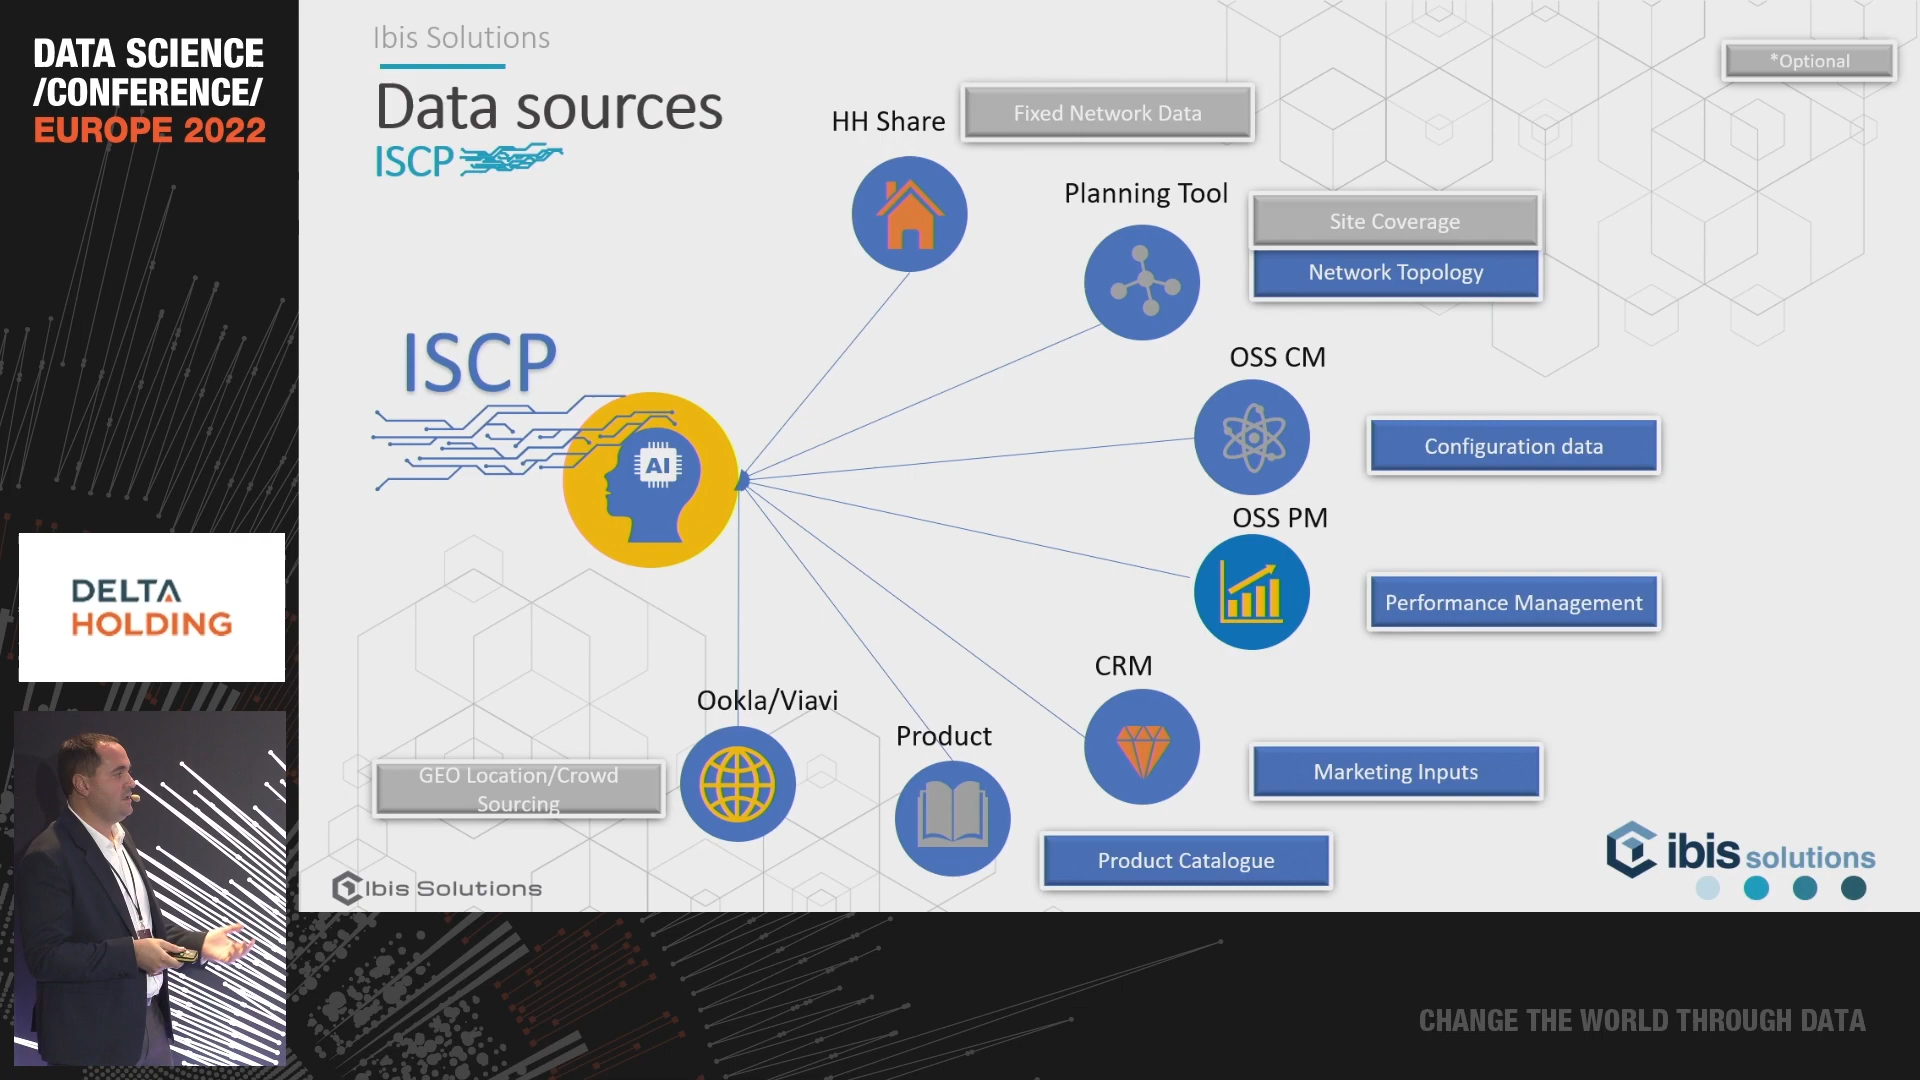 DATA SCIENCE
/CONFERENCE/
EUROPE 2022
DELTA
HOLDING
Ibis Solutions
Data sources
ISCP
*Optional
HH Share
Fixed Network Data
Planning Tool
Site Coverage
Network Topology
ISCP
AI
OSS CM
Configuration data
OSS PM
Performance Management
CRM
Marketing Inputs
Ookla/Viavi
GEO Location/Crowd
Sourcing
Product
Product Catalogue
Ibis Solutions
ibis solutions
CHANGE THE WORLD THROUGH DATA